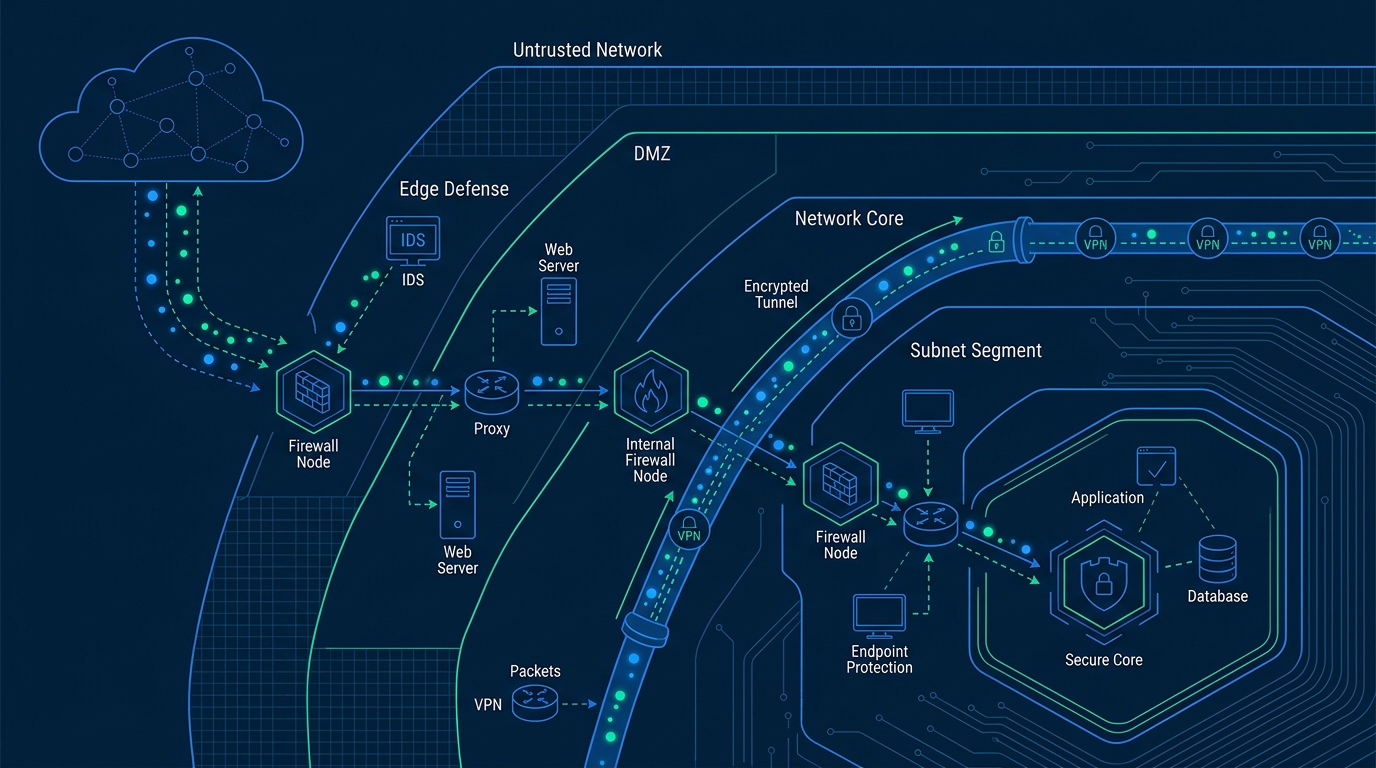 Untrusted Network
DMZ
Edge Defense
IDS
IDS
Network Core
VPN
VPN
VPN
Web
Server
Encrypted
Tunnel
Subnet Segment
Firewall
Node
Proxy
Internal
Firewall
Node
Application
VPN
Firewall
Node
Web
Server
Database
Endpoint
Protection
Secure Core
Packets
VPN